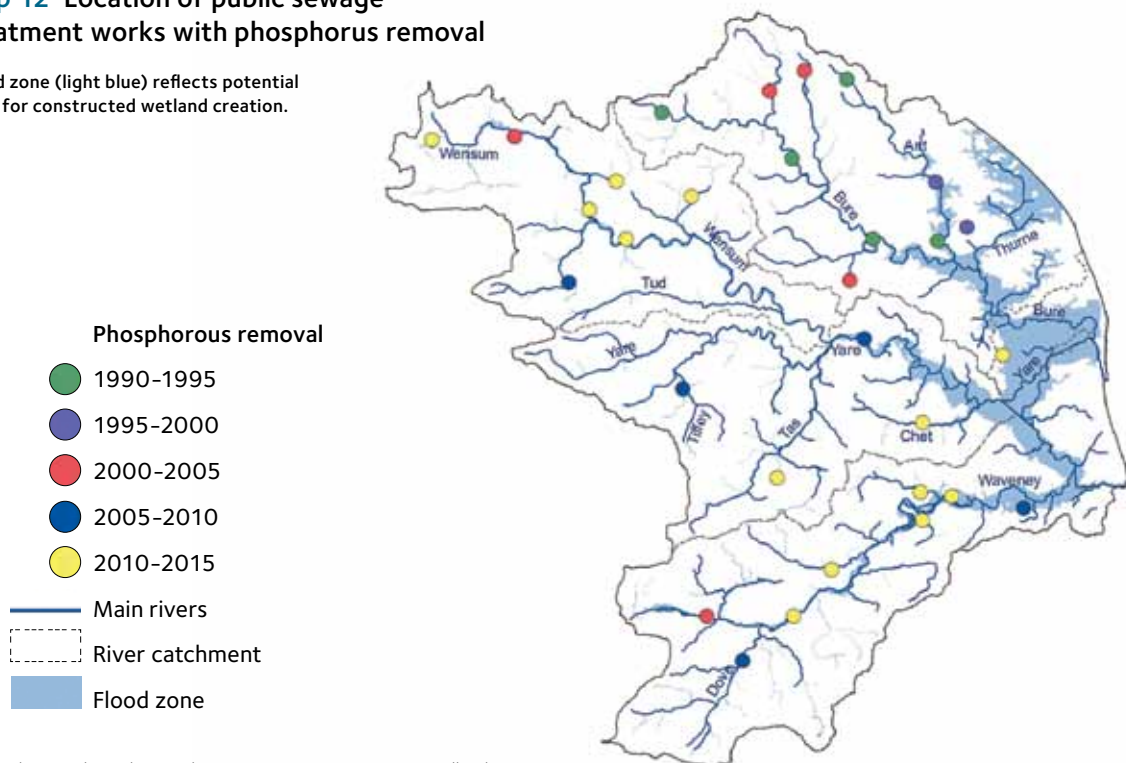 12 Location of public sewage
atment works with phosphorus removal
d zone (light blue) reflects potential
for constructed wetland creation.
Phosphorous removal
1990–1995
1995–2000
2000–2005
2005–2010
2010–2015
Main rivers
River catchment
Flood zone
Wensum
Ant
Bure
Wensum
Thurne
Tud
Bure
Yare
Yare
Yare
Tiffey
Tas
Chet
Waveney
Dove